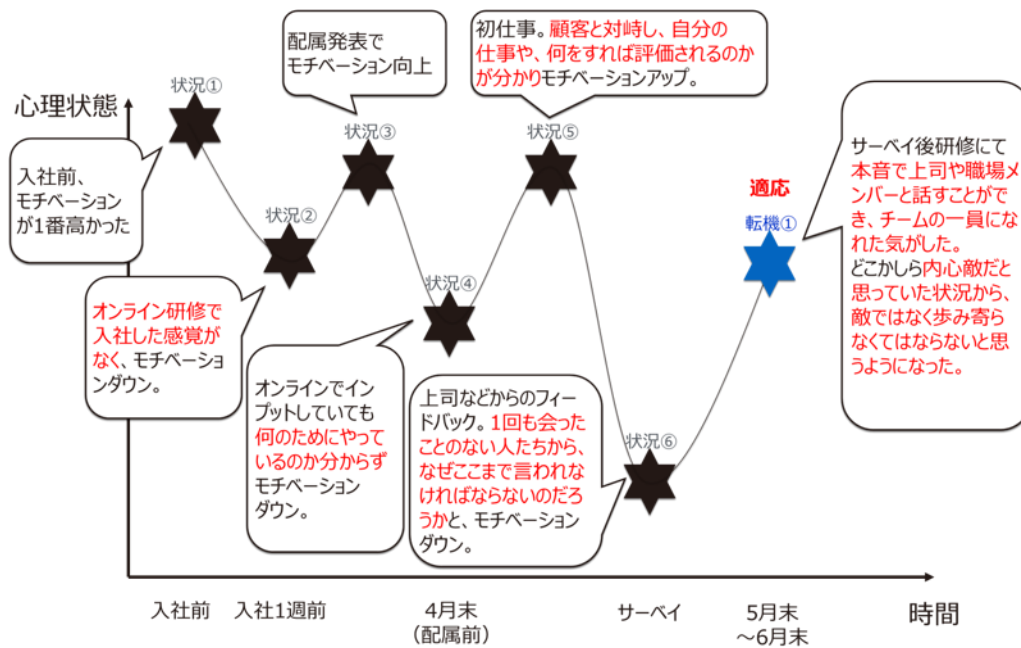 心理状態
状況①
入社前、
モチベーション
が1番高かった
状況②
オンライン研修で
入社した感覚が
なく、モチベーショ
ンダウン。
配属発表で
モチベーション向上
状況③
状況④
オンラインでイン
プットしていても
何のためにやって
いるのか分からず
モチベーション
ダウン。
初仕事。顧客と対峙し、自分の
仕事や、何をすれば評価されるのか
が分かりモチベーションアップ。
状況⑤
上司などからのフィー
ドバック。1回も会った
ことのない人たちから、
なぜここまで言われな
ければならないのだろ
うかと、モチベーション
ダウン。
状況⑥
適応
転機①
サーベイ後研修にて
本音で上司や職場メ
ンバーと話すことがで
き、チームの一員にな
れた気がした。
どこかしら内心敵だと
思っていた状況から、
敵ではなく歩み寄ら
なくてはならないと思
うようになった。
入社前
入社1週前
4月末
(配属前)
サーベイ
5月末
～6月末
時間